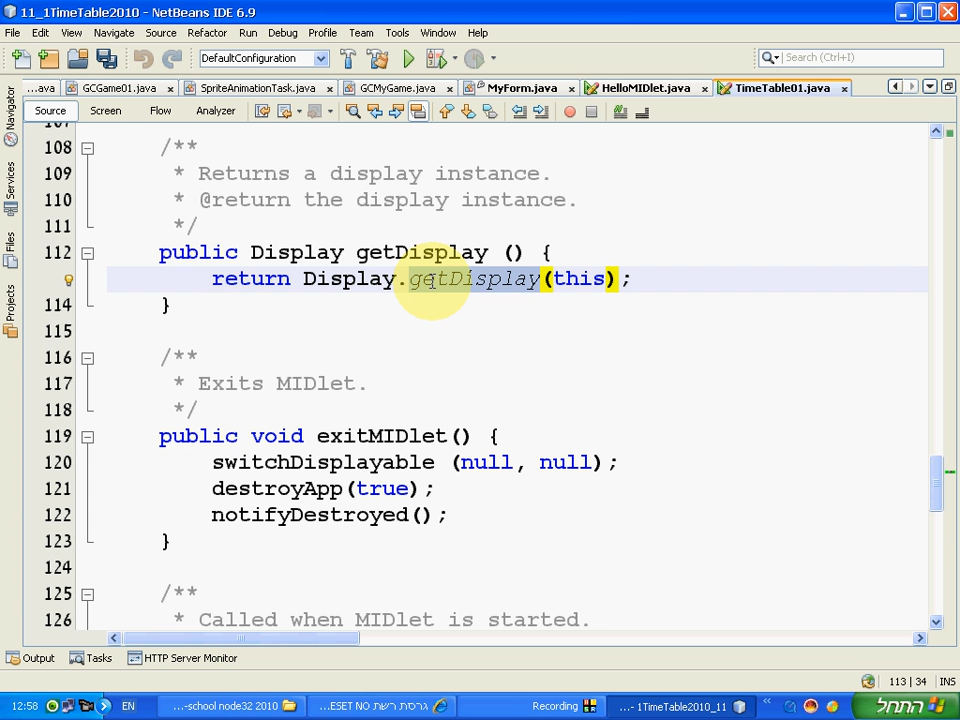 11_1TimeTable2010 - NetBeans IDE 6.9
File Edit View Navigate Source Refactor Run Debug Profile Team Tools Window Help
DefaultConfiguration
Search (Ctrl+I)
...ava GCGame01.java SpriteAnimationTask.java GCMyGame.java MyForm.java HelloMIDlet.java TimeTable01.java
Source Screen Flow Analyzer
Navigator
Services
Files
Projects
107
108 /**
109 * Returns a display instance.
110 * @return the display instance.
111 */
112 public Display getDisplay () {
return Display.getDisplay(this);
114 }
115
116 /**
117 * Exits MIDlet.
118 */
119 public void exitMIDlet() {
120 switchDisplayable (null, null);
121 destroyApp(true);
122 notifyDestroyed();
123 }
124
125 /**
126 * Called when MIDlet is started.
Output Tasks HTTP Server Monitor
113 | 34 INS
12:58 EN ...-school node32 2010 ...ESET NO גרסת רשת Recording ...- 1TimeTable2010_11 התחל